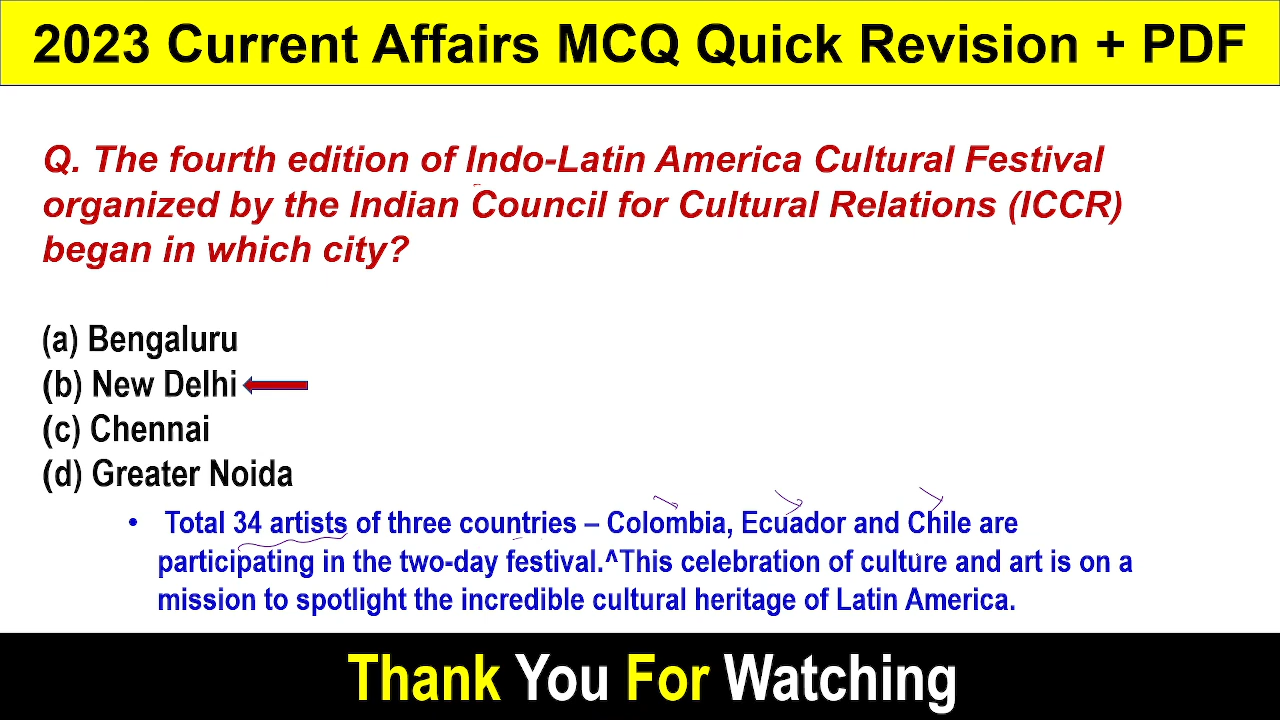 2023 Current Affairs MCQ Quick Revision + PDF
Q. The fourth edition of Indo-Latin America Cultural Festival
organized by the Indian Council for Cultural Relations (ICCR)
began in which city?
(a) Bengaluru
(b) New Delhi
(c) Chennai
(d) Greater Noida
• Total 34 artists of three countries – Colombia, Ecuador and Chile are
participating in the two-day festival.^This celebration of culture and art is on a
mission to spotlight the incredible cultural heritage of Latin America.
Thank You For Watching